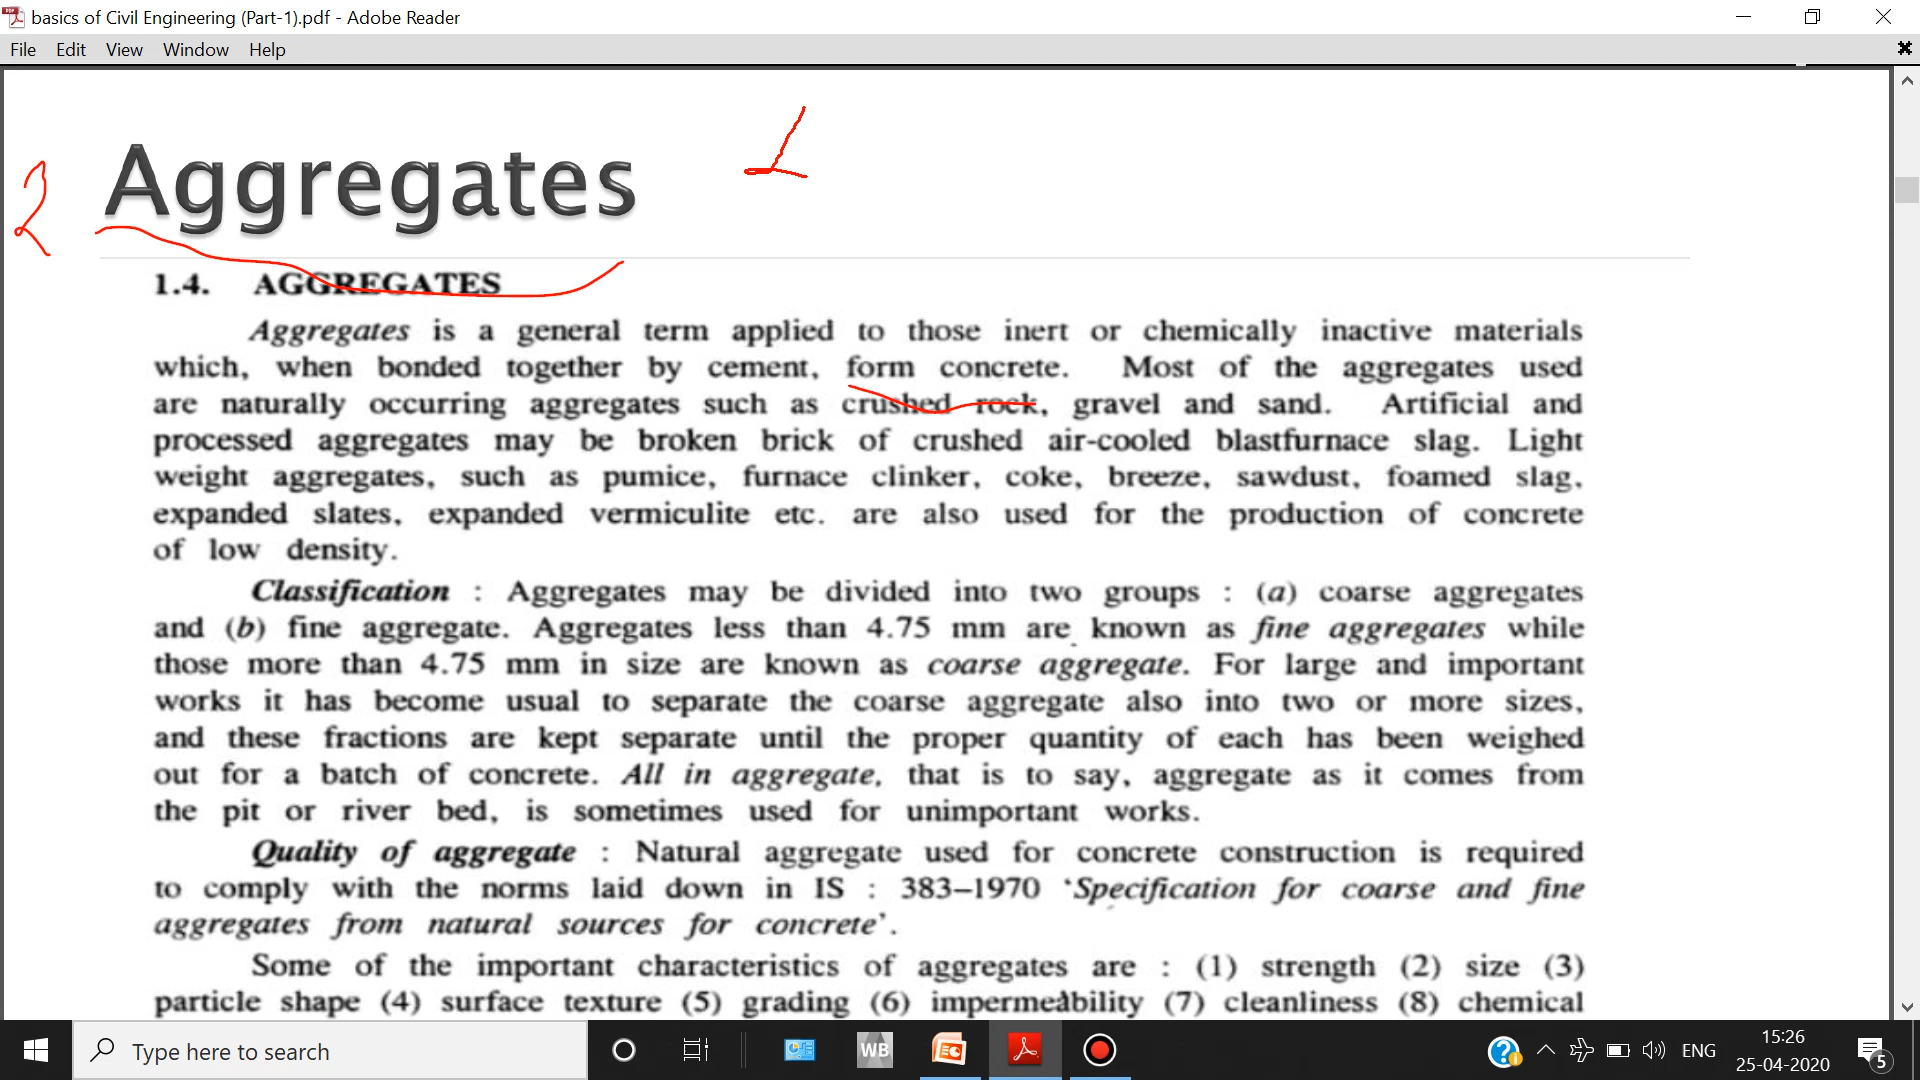 basics of Civil Engineering (Part-1).pdf - Adobe Reader
File Edit View Window Help
2 Aggregates
1.4. AGGREGATES
Aggregates is a general term applied to those inert or chemically inactive materials
which, when bonded together by cement, form concrete. Most of the aggregates used
are naturally occurring aggregates such as crushed rock, gravel and sand. Artificial and
processed aggregates may be broken brick of crushed air-cooled blastfurnace slag. Light
weight aggregates, such as pumice, furnace clinker, coke, breeze, sawdust, foamed slag,
expanded slates, expanded vermiculite etc. are also used for the production of concrete
of low density.
Classification : Aggregates may be divided into two groups : (a) coarse aggregates
and (b) fine aggregate. Aggregates less than 4.75 mm are known as fine aggregates while
those more than 4.75 mm in size are known as coarse aggregate. For large and important
works it has become usual to separate the coarse aggregate also into two or more sizes,
and these fractions are kept separate until the proper quantity of each has been weighed
out for a batch of concrete. All in aggregate, that is to say, aggregate as it comes from
the pit or river bed, is sometimes used for unimportant works.
Quality of aggregate : Natural aggregate used for concrete construction is required
to comply with the norms laid down in IS : 383–1970 ‘Specification for coarse and fine
aggregates from natural sources for concrete’.
Some of the important characteristics of aggregates are : (1) strength (2) size (3)
particle shape (4) surface texture (5) grading (6) impermeability (7) cleanliness (8) chemical
Type here to search
WB
ENG
15:26
25-04-2020
5